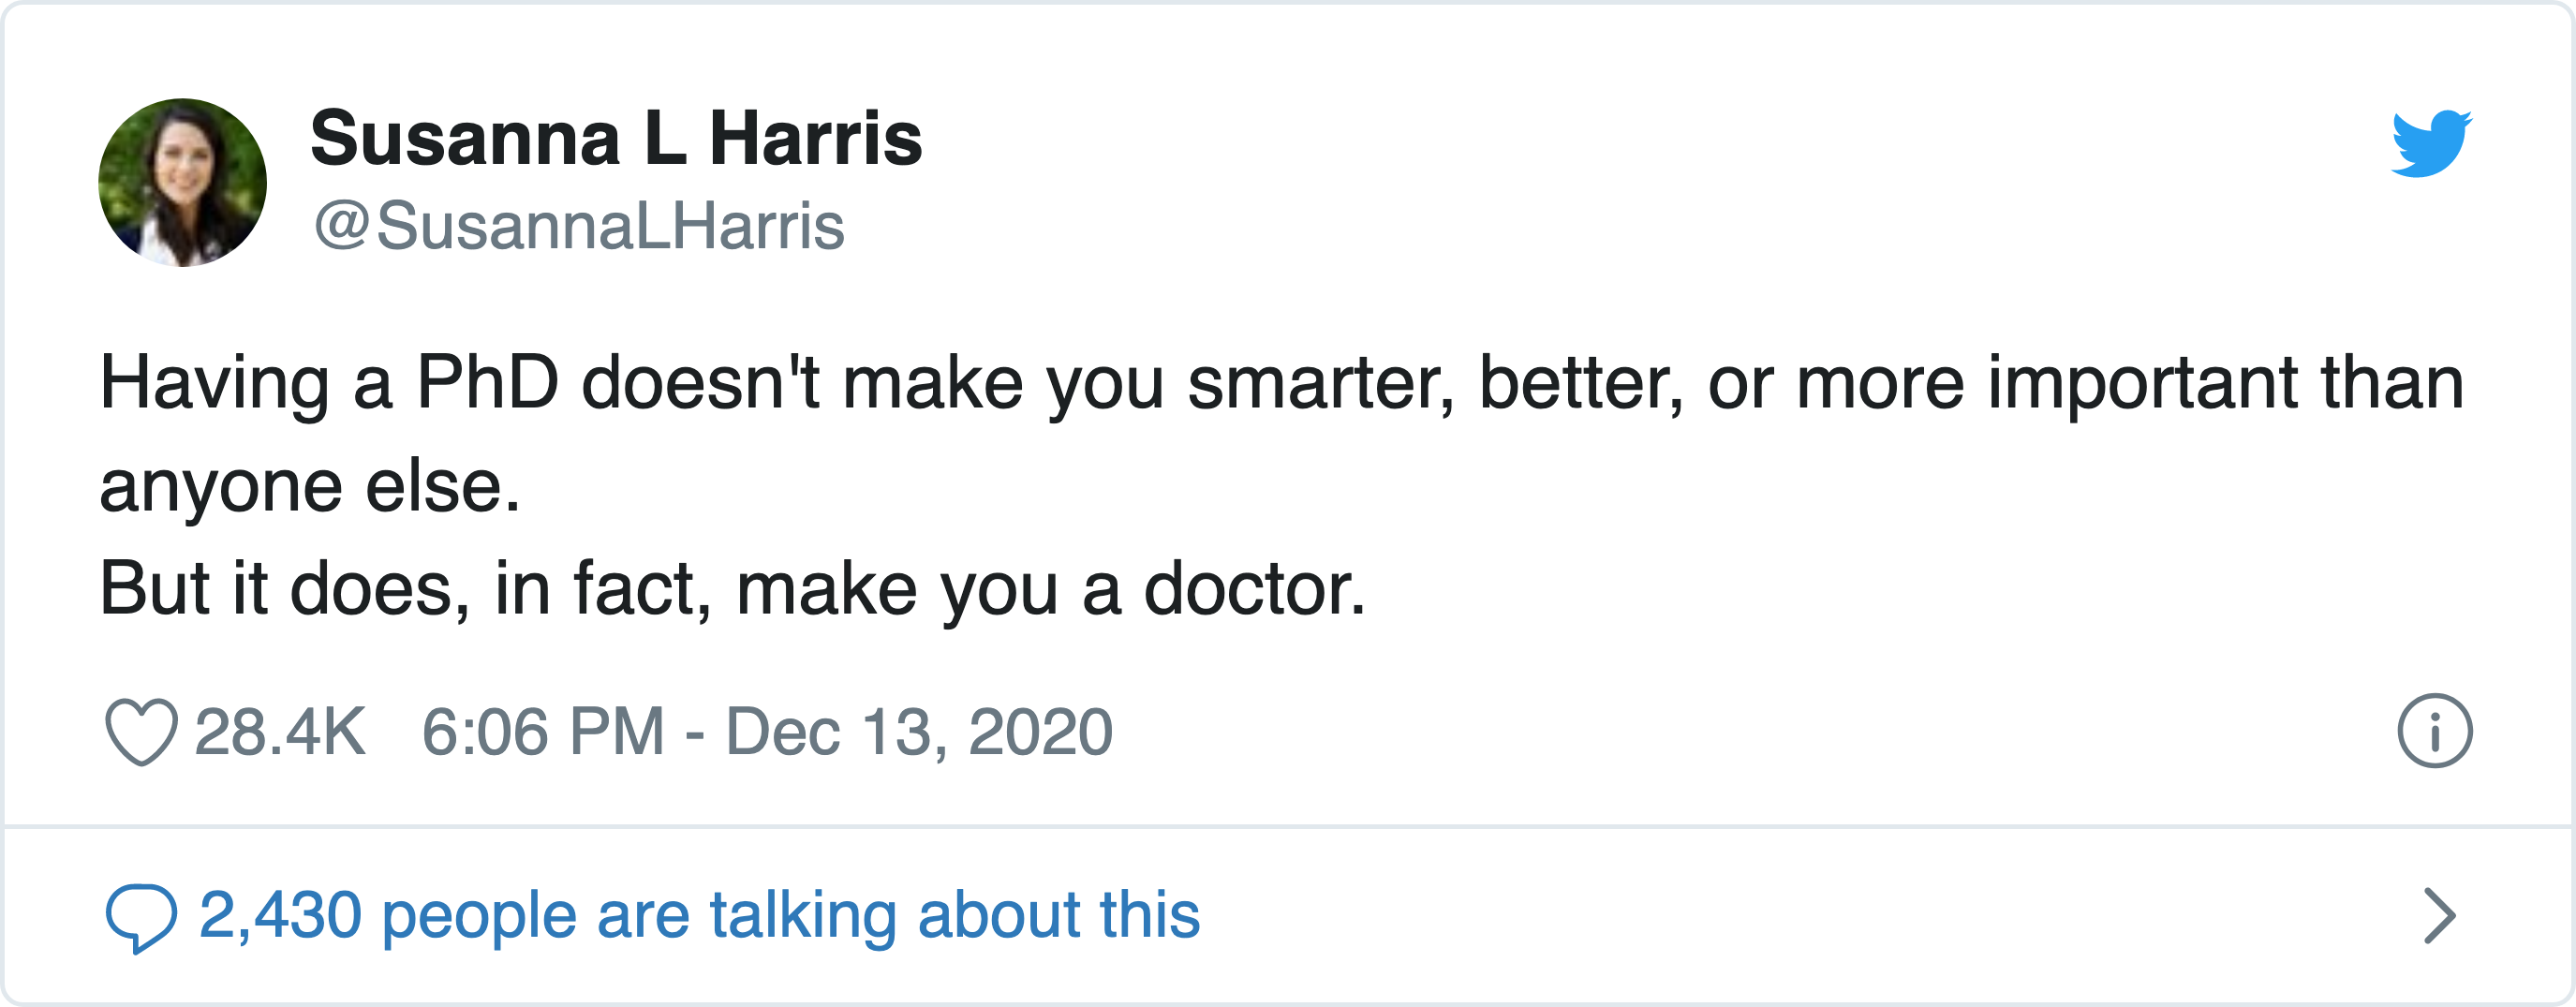 Susanna L Harris
@SusannaLHarris
Having a PhD doesn't make you smarter, better, or more important than
anyone else.
But it does, in fact, make you a doctor.
28.4K 6:06 PM - Dec 13, 2020
2,430 people are talking about this